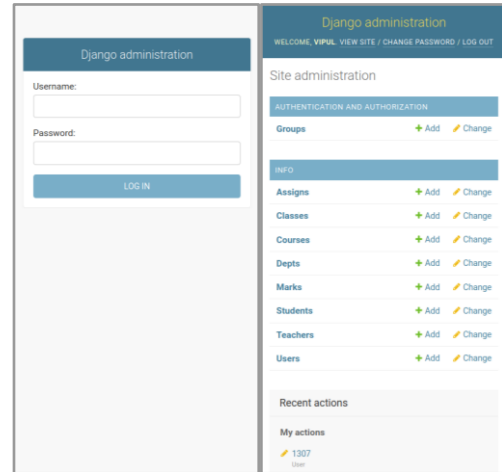 Django administration
Username:
Password:
LOG IN
Django administration
WELCOME, VIPUL. VIEW SITE / CHANGE PASSWORD / LOG OUT
Site administration
AUTHENTICATION AND AUTHORIZATION
Groups Add Change
INFO
Assigns Add Change
Classes Add Change
Courses Add Change
Depts Add Change
Marks Add Change
Students Add Change
Teachers Add Change
Users Add Change
Recent actions
My actions
1307
User